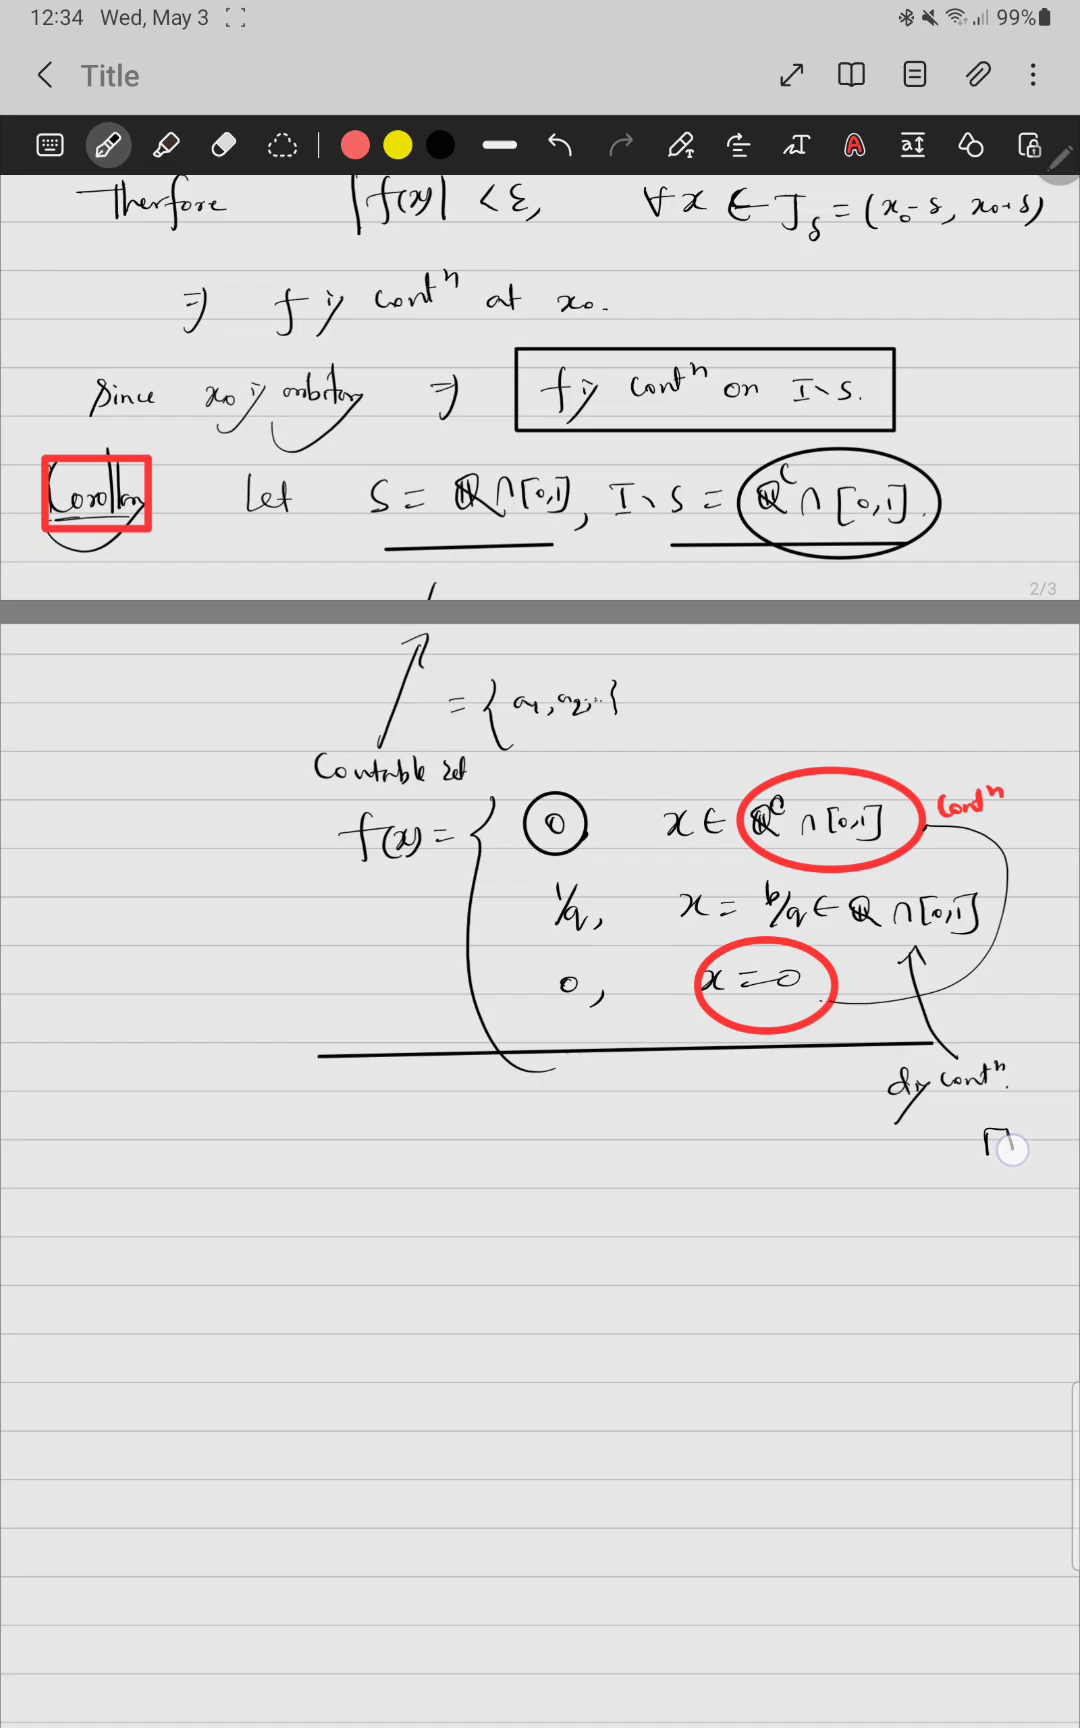 12:34 Wed, May 3 99%
Title
Therfore |f(x)| < ε, ∀ x ∈ J_δ = (x₀-δ, x₀+δ)
⇒ f is contⁿ at x₀.
Since x₀ is arbitrary ⇒ f is contⁿ on I∖S.
Corollary Let S = ℚ ∩ [0,1], I∖S = ℚᶜ ∩ [0,1].
2/3
= {a₁, a₂, ..}
Contable set
f(x) = { 0 x ∈ ℚᶜ ∩ [0,1] Contⁿ
1/q, x = p/q ∈ ℚ ∩ [0,1]
0, x = 0
dis contⁿ.